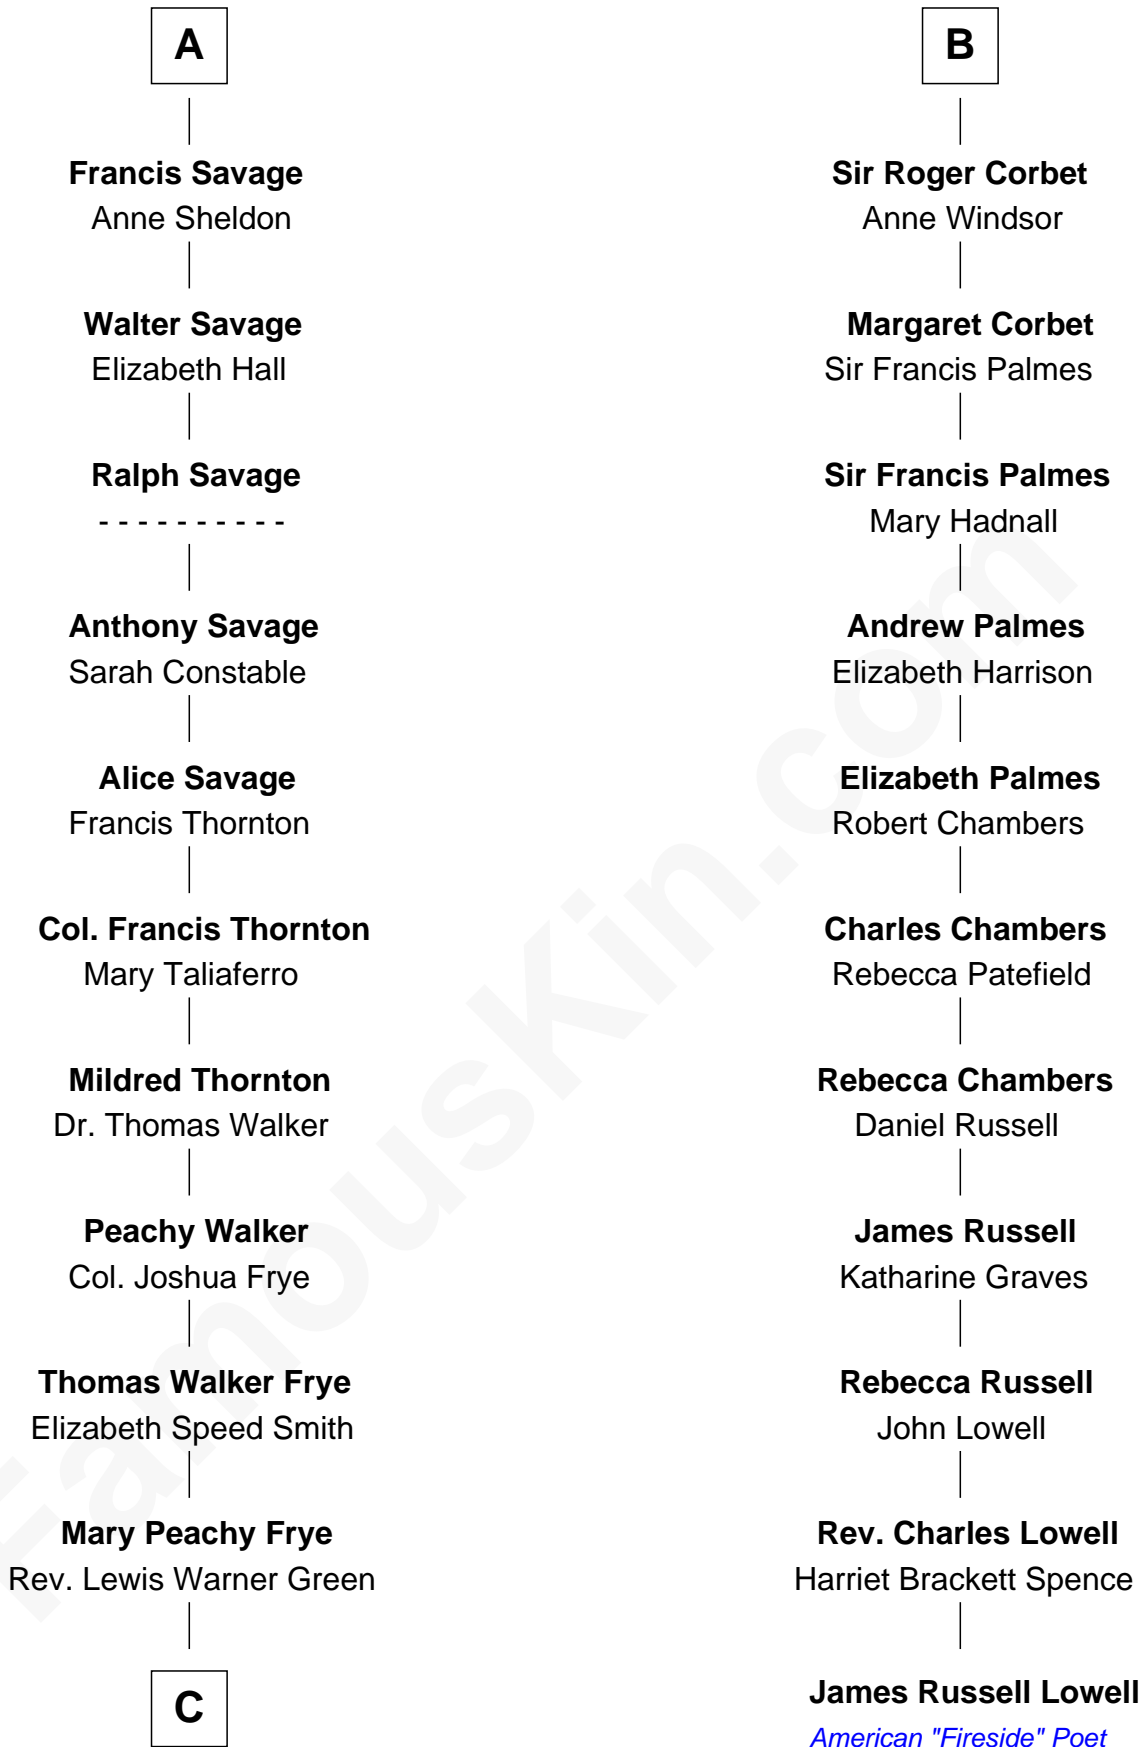 A
Francis Savage
Anne Sheldon
Walter Savage
Elizabeth Hall
Ralph Savage
- - - - - - - - - -
Anthony Savage
Sarah Constable
Alice Savage
Francis Thornton
Col. Francis Thornton
Mary Taliaferro
Mildred Thornton
Dr. Thomas Walker
Peachy Walker
Col. Joshua Frye
Thomas Walker Frye
Elizabeth Speed Smith
Mary Peachy Frye
Rev. Lewis Warner Green
C
B
Sir Roger Corbet
Anne Windsor
Margaret Corbet
Sir Francis Palmes
Sir Francis Palmes
Mary Hadnall
Andrew Palmes
Elizabeth Harrison
Elizabeth Palmes
Robert Chambers
Charles Chambers
Rebecca Patefield
Rebecca Chambers
Daniel Russell
James Russell
Katharine Graves
Rebecca Russell
John Lowell
Rev. Charles Lowell
Harriet Brackett Spence
James Russell Lowell
American "Fireside" Poet
FamousKin.com